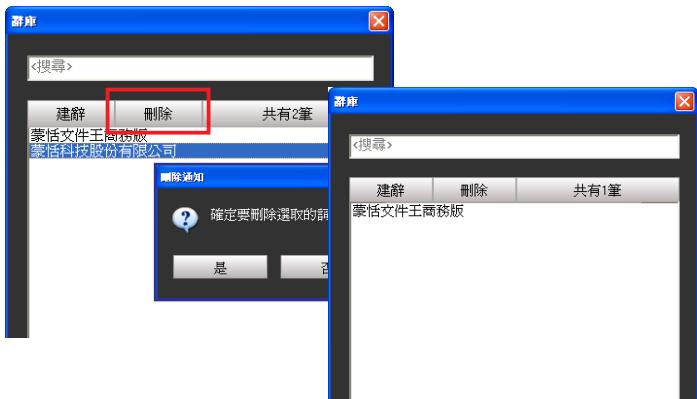 辭庫
<搜尋>
建辭 刪除 共有2筆
蒙恬文件王商務版
蒙恬科技股份有限公司
刪除通知
確定要刪除選取的詞
是
辭庫
<搜尋>
建辭 刪除 共有1筆
蒙恬文件王商務版